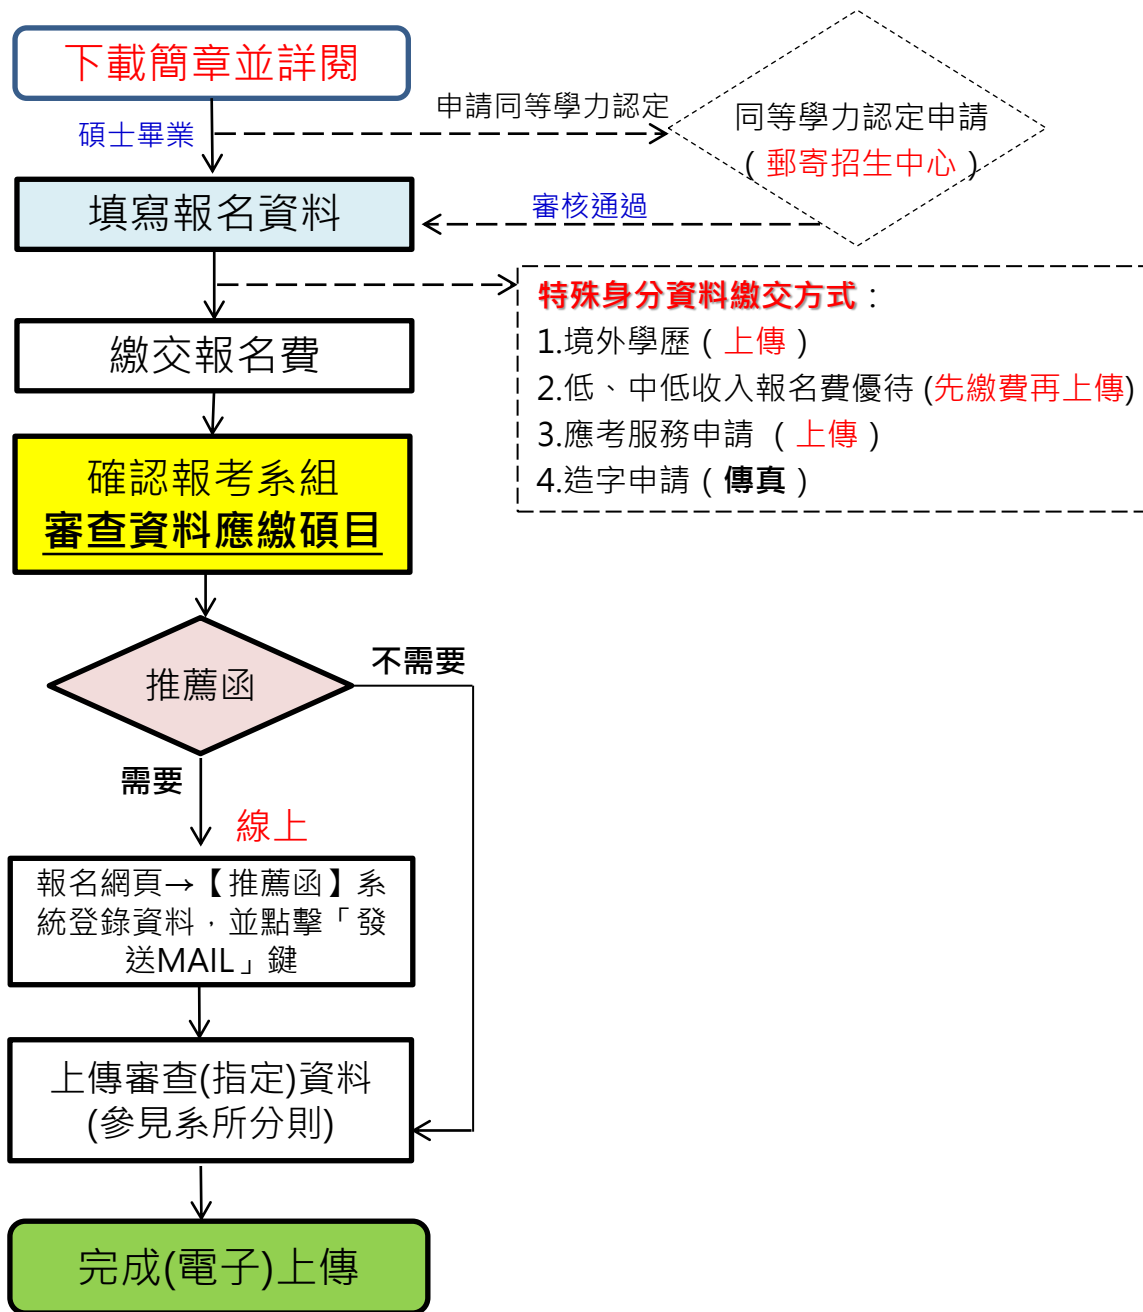 下載簡章並詳閱
碩士畢業
申請同等學力認定
同等學力認定申請
(郵寄招生中心)
填寫報名資料
審核通過
特殊身分資料繳交方式：
1.境外學歷（上傳）
2.低、中低收入報名費優待 (先繳費再上傳)
3.應考服務申請 （上傳）
4.造字申請（傳真）
繳交報名費
確認報考系組
審查資料應繳碩目
推薦函
不需要
需要
線上
報名網頁→【推薦函】系
統登錄資料，並點擊「發
送MAIL」鍵
上傳審查(指定)資料
(參見系所分則)
完成(電子)上傳